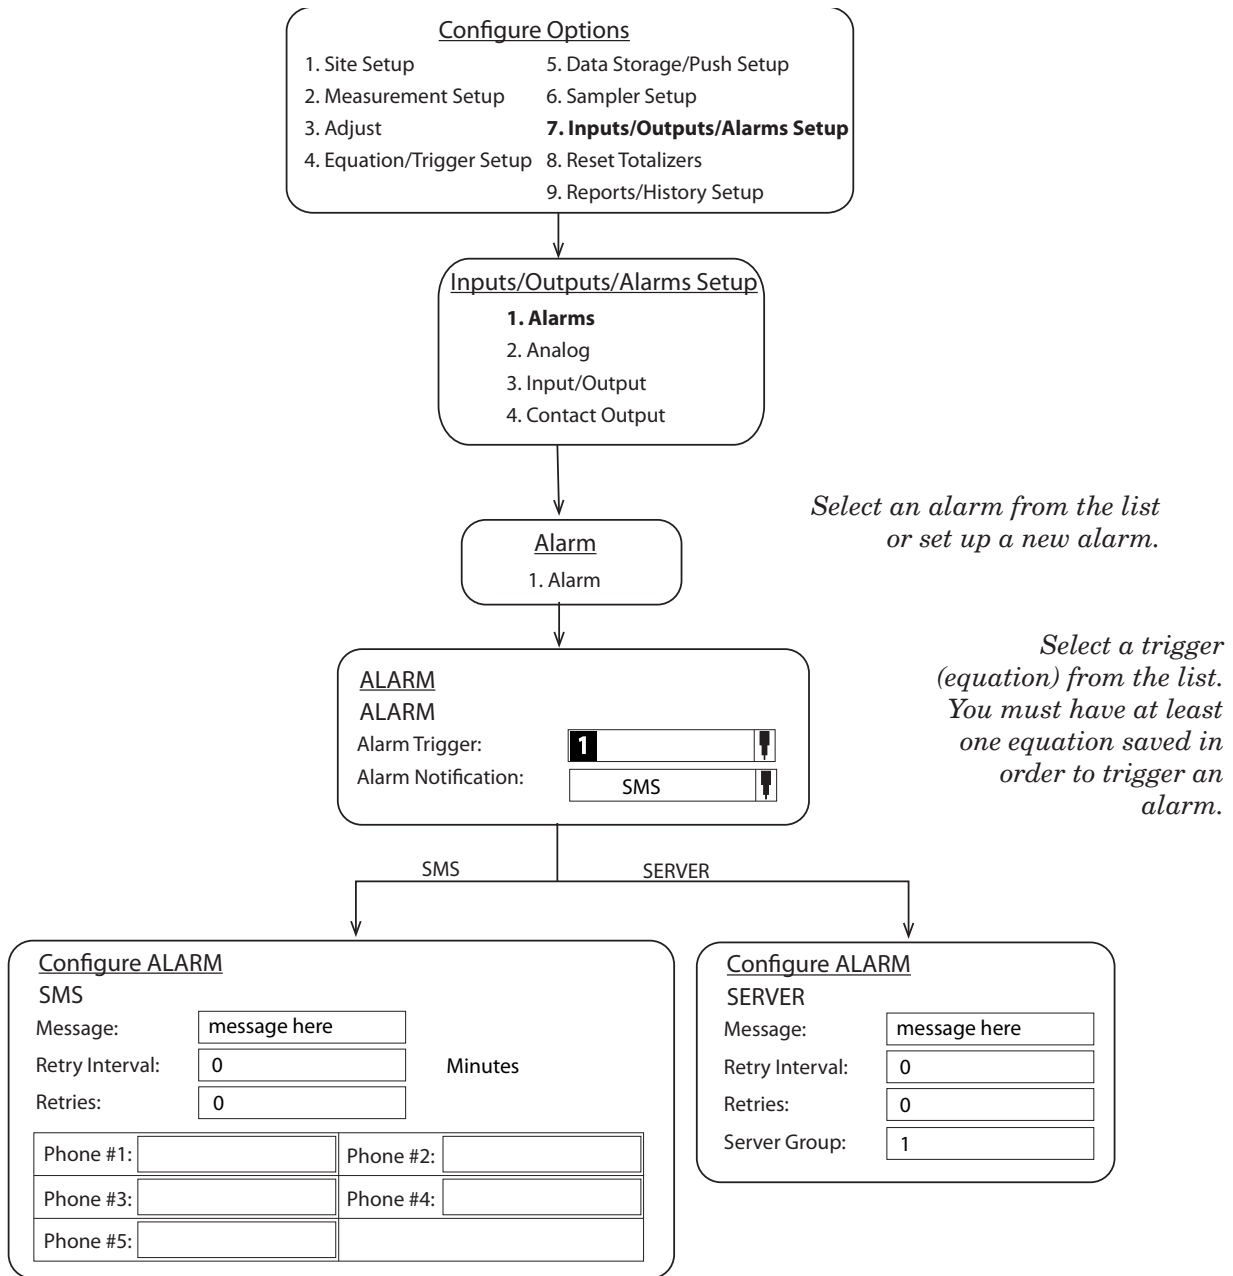 Configure Options
1. Site Setup
2. Measurement Setup
3. Adjust
4. Equation/Trigger Setup
5. Data Storage/Push Setup
6. Sampler Setup
7. Inputs/Outputs/Alarms Setup
8. Reset Totalizers
9. Reports/History Setup
Inputs/Outputs/Alarms Setup
1. Alarms
2. Analog
3. Input/Output
4. Contact Output
Select an alarm from the list
or set up a new alarm.
Alarm
1. Alarm
Select a trigger
(equation) from the list.
You must have at least
one equation saved in
order to trigger an
alarm.
ALARM
ALARM
Alarm Trigger: 1
Alarm Notification: SMS
SMS
SERVER
Configure ALARM
SMS
Message: message here
Retry Interval: 0 Minutes
Retries: 0
Phone #1: Phone #2:
Phone #3: Phone #4:
Phone #5:
Configure ALARM
SERVER
Message: message here
Retry Interval: 0
Retries: 0
Server Group: 1